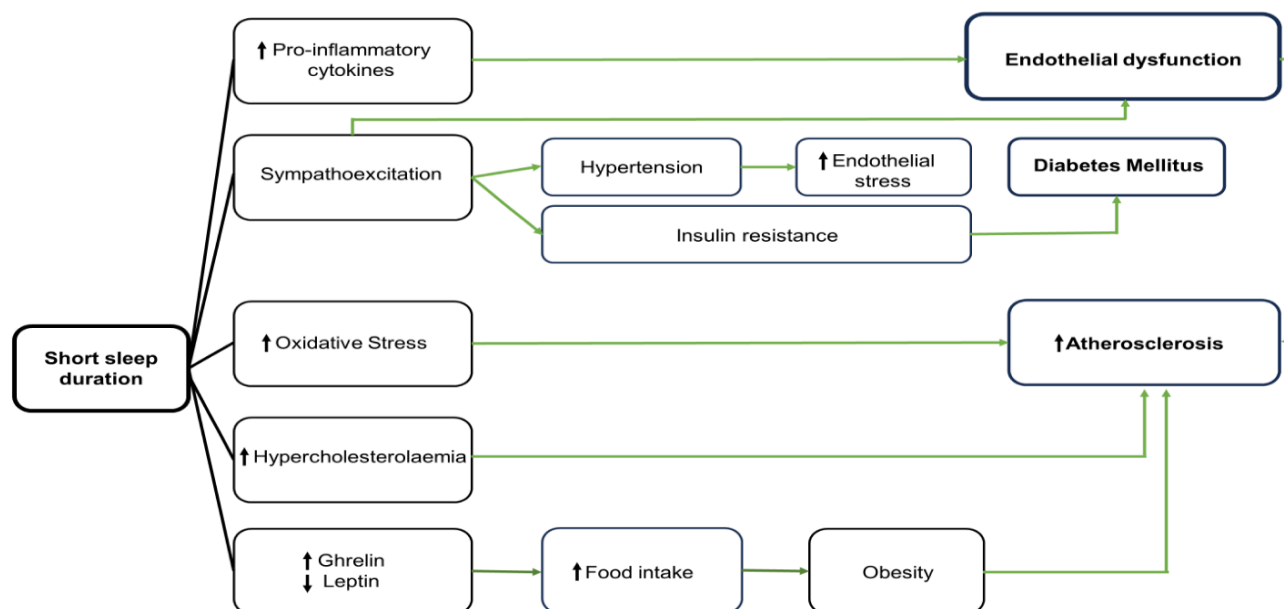 ↑ Pro-inflammatory
cytokines
Endothelial dysfunction
Sympathoexcitation
Hypertension
↑ Endothelial
stress
Diabetes Mellitus
Insulin resistance
Short sleep
duration
↑ Oxidative Stress
↑ Atherosclerosis
↑ Hypercholesterolaemia
↑ Ghrelin
↓ Leptin
↑ Food intake
Obesity